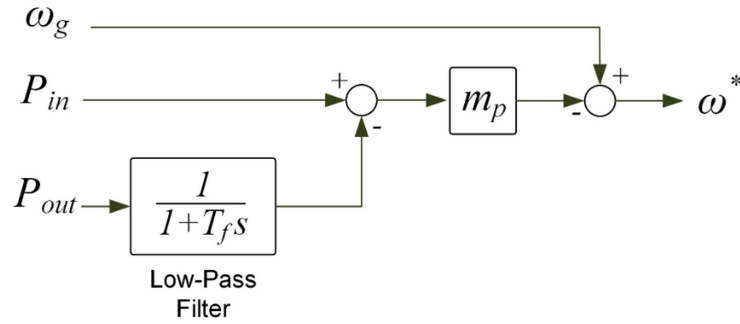 ω_g
P_in
+
-
m_p
-
+
ω*
P_out
1
1+T_f s
Low-Pass
Filter